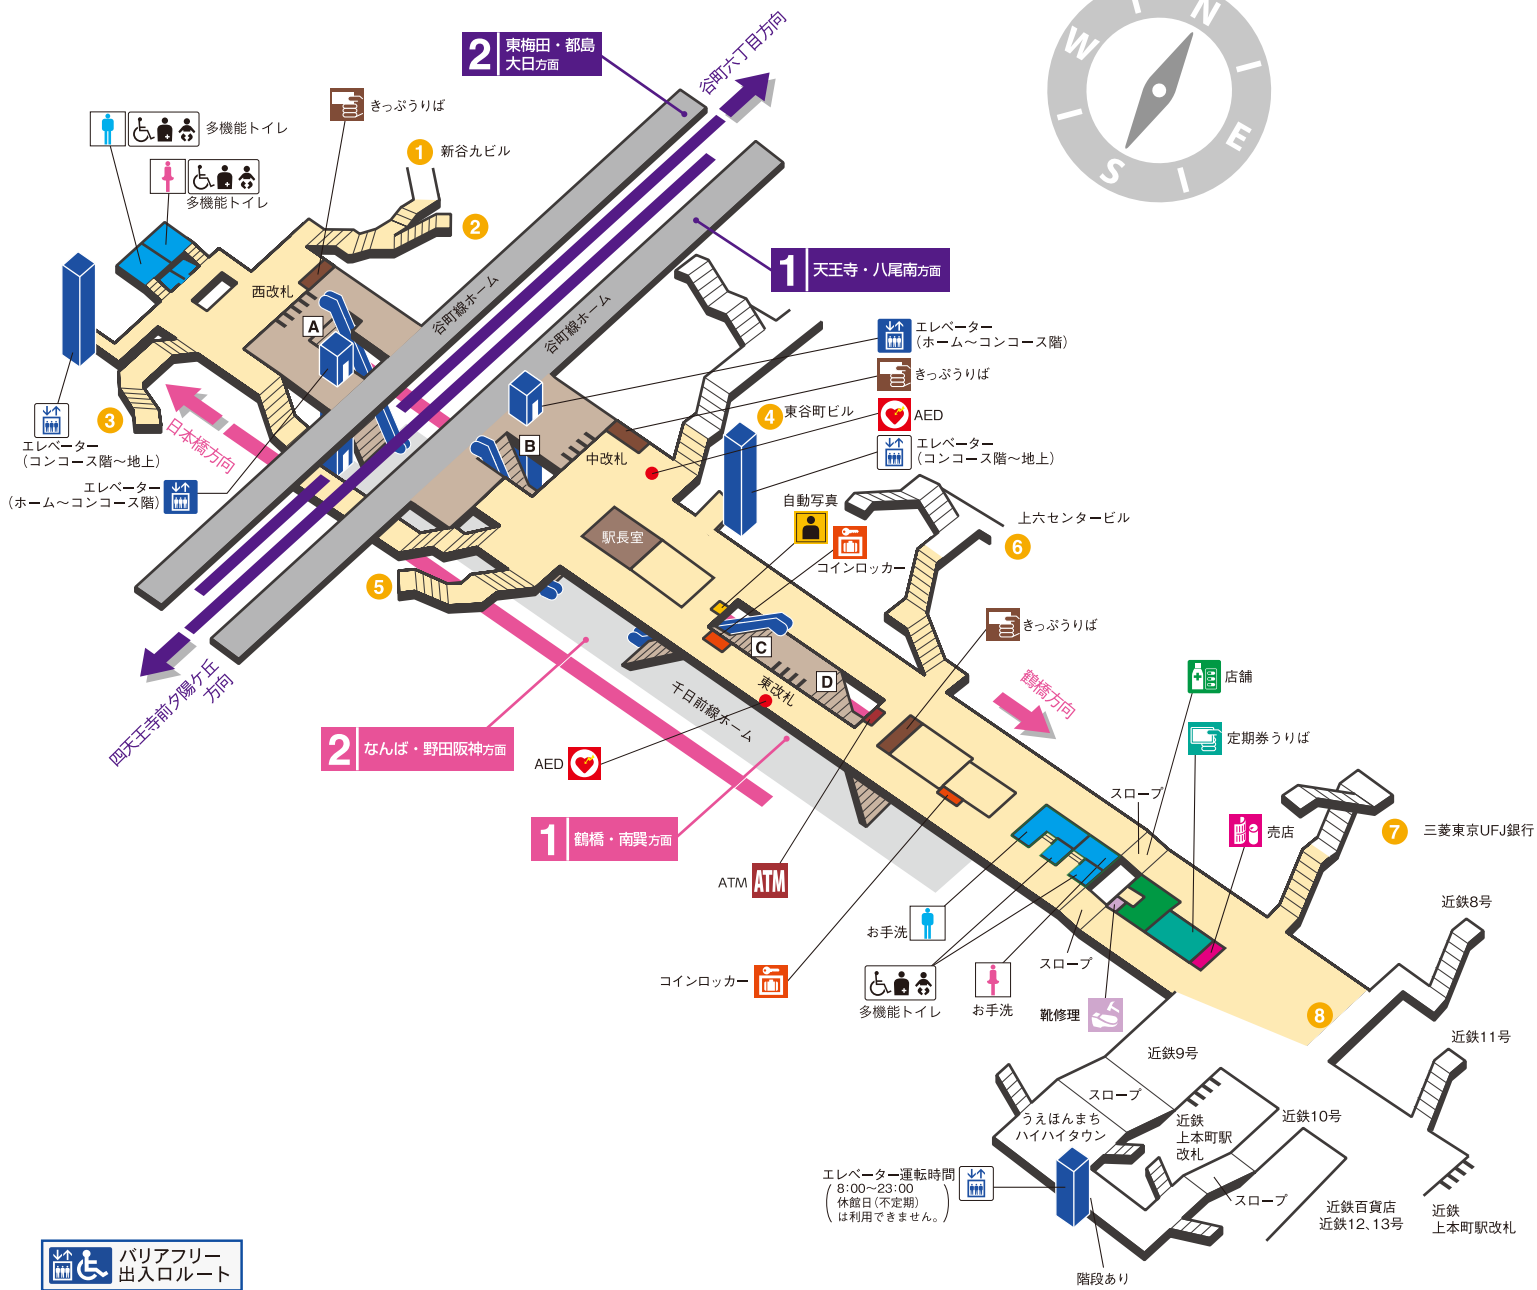 N
E
S
W
2 東梅田・都島
大日方面
谷町六丁目方向
きっぷうりば
多機能トイレ
1 新谷九ビル
多機能トイレ
2
谷町線ホーム
谷町線ホーム
1 天王寺・八尾南方面
西改札
A
エレベーター
(ホーム〜コンコース階)
きっぷうりば
4 東谷町ビル
AED
エレベーター
(コンコース階〜地上)
3
日本橋方向
エレベーター
(コンコース階〜地上)
エレベーター
(ホーム〜コンコース階)
B
中改札
自動写真
上六センタービル
6
駅長室
コインロッカー
5
きっぷうりば
C
D
東改札
千日前線ホーム
鶴橋方向
店舗
定期券うりば
四天王寺前夕陽ケ丘
方向
2 なんば・野田阪神方面
AED
スロープ
売店
7 三菱東京UFJ銀行
1 鶴橋・南巽方面
ATM ATM
お手洗
近鉄8号
スロープ
コインロッカー
多機能トイレ
お手洗
靴修理
8
近鉄11号
近鉄9号
スロープ
うえほんまち
ハイハイタウン
近鉄
上本町駅
改札
近鉄10号
エレベーター運転時間
8:00〜23:00
休館日(不定期)
は利用できません。
スロープ
近鉄百貨店
近鉄12、13号
近鉄
上本町駅改札
階段あり
バリアフリー
出入口ルート